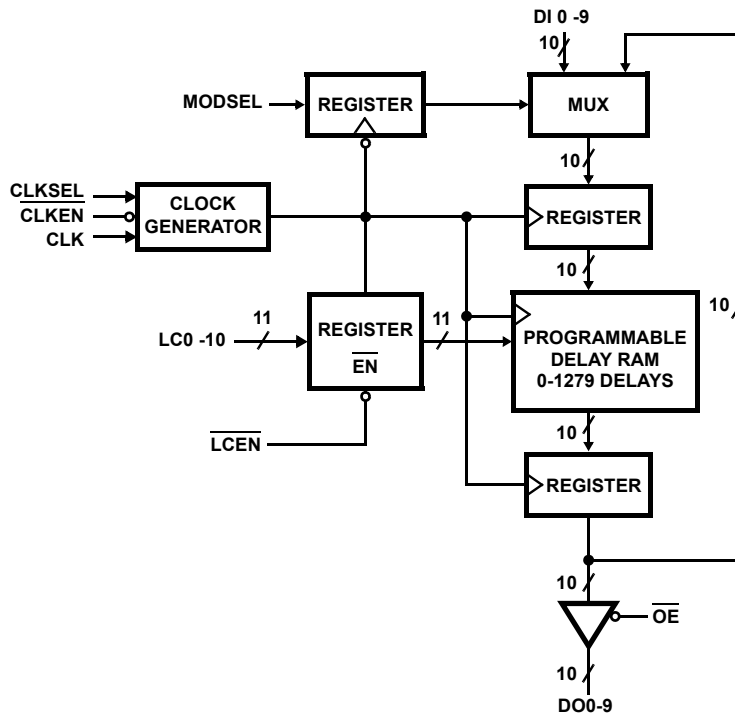 DI 0 -9
10
MODSEL
REGISTER
MUX
10
CLKSEL
CLKEN
CLK
CLOCK
GENERATOR
REGISTER
10
10
LC0 -10
11
REGISTER
EN
11
PROGRAMMABLE
DELAY RAM
0-1279 DELAYS
LCEN
10
REGISTER
10
OE
10
DO0-9